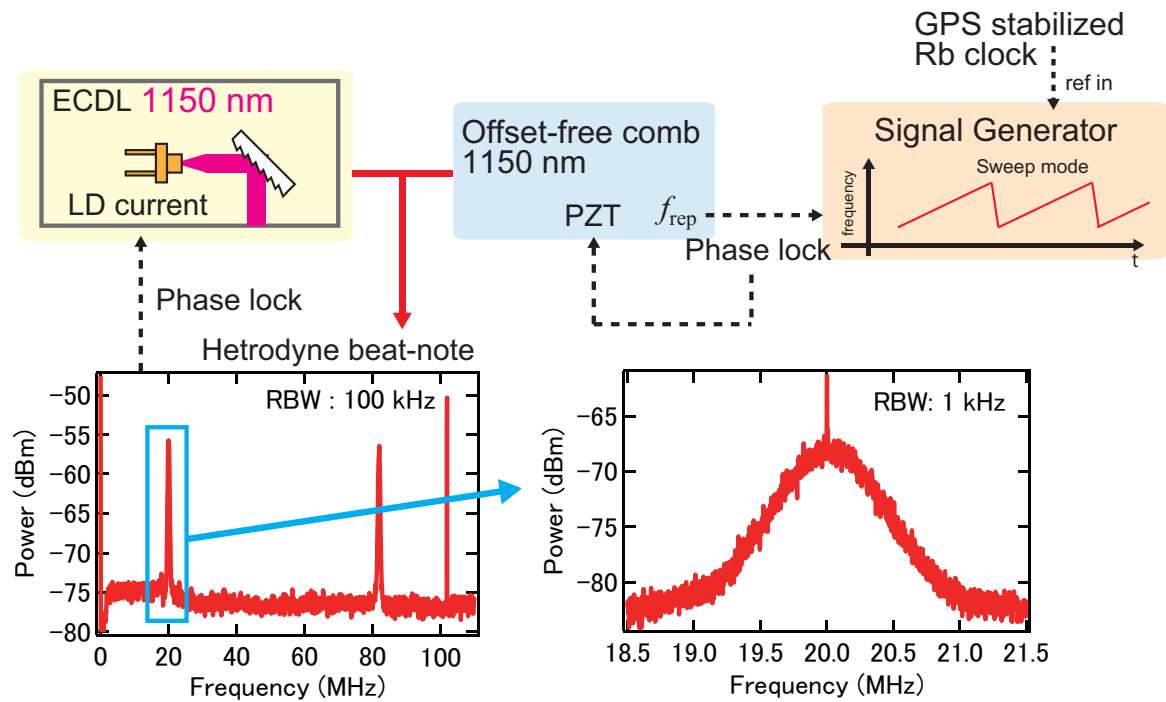 GPS stabilized
Rb clock
ref in
ECDL 1150 nm
LD current
Offset-free comb
1150 nm
PZT
frep
Signal Generator
Sweep mode
frequency
t
Phase lock
Phase lock
Hetrodyne beat-note
RBW : 100 kHz
Power (dBm)
−50
−55
−60
−65
−70
−75
−80
0
20
40
60
80
100
Frequency (MHz)
RBW: 1 kHz
Power (dBm)
−65
−70
−75
−80
18.5
19.0
19.5
20.0
20.5
21.0
21.5
Frequency (MHz)